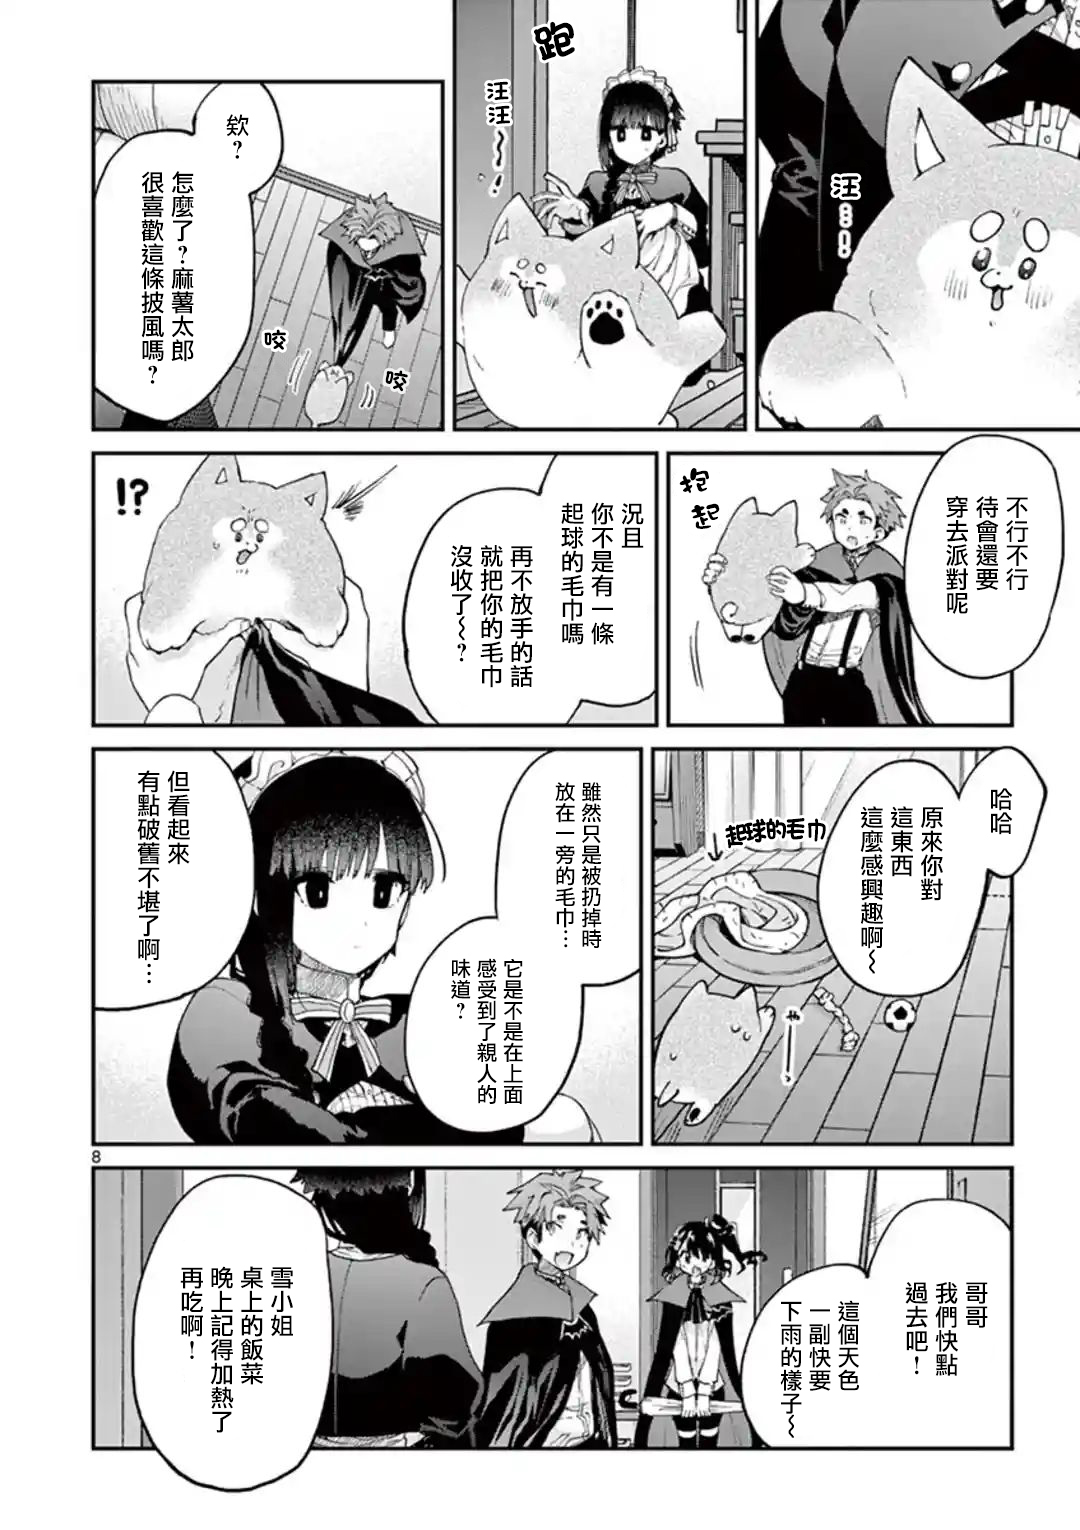 汪…!!
跑
汪
汪~!
欸?
怎麼了?麻薯太郎
很喜歡這條披風嗎?
咬
咬
不行不行
待會還要
穿去派對呢
抱
起
況且
你不是有一條
起球的毛巾嗎
再不放手的話
就把你的毛巾
沒收了~?
!?
哈哈
原來你對
這東西
這麼感興趣啊~
起球的毛巾
雖然只是被扔掉時
放在一旁的毛巾…
它是不是在上面
感受到了親人的
味道?
但看起來
有點破舊不堪了啊…
哥哥
我們快點
過去吧!
這個天色
一副快要
下雨的樣子~
雪小姐
桌上的飯菜
晚上記得加熱了
再吃啊!
8